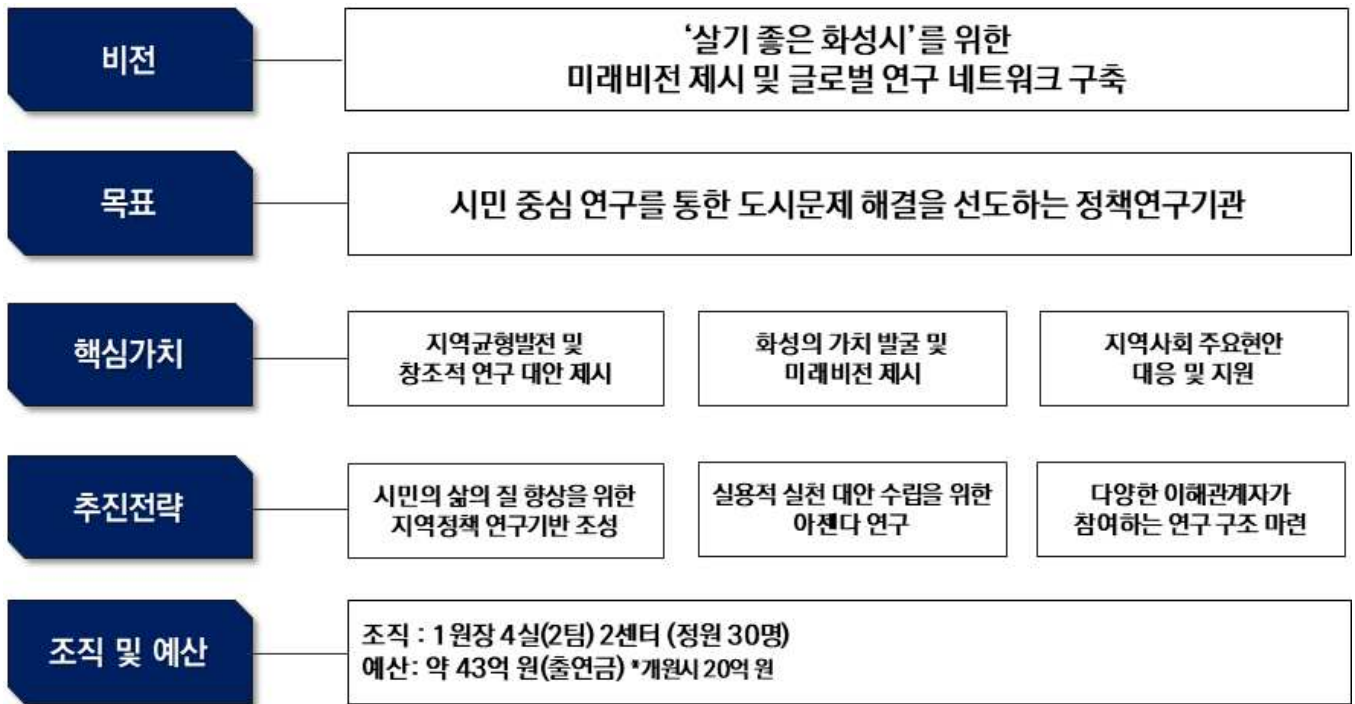 비전
‘살기 좋은 화성시’를 위한
미래비전 제시 및 글로벌 연구 네트워크 구축
목표
시민 중심 연구를 통한 도시문제 해결을 선도하는 정책연구기관
핵심가치
지역균형발전 및
창조적 연구 대안 제시
화성의 가치 발굴 및
미래비전 제시
지역사회 주요현안
대응 및 지원
추진전략
시민의 삶의 질 향상을 위한
지역정책 연구기반 조성
실용적 실천 대안 수립을 위한
아젠다 연구
다양한 이해관계자가
참여하는 연구 구조 마련
조직 및 예산
조직 : 1원장 4실(2팀) 2센터 (정원 30명)
예산: 약 43억 원(출연금) *개원시 20억 원